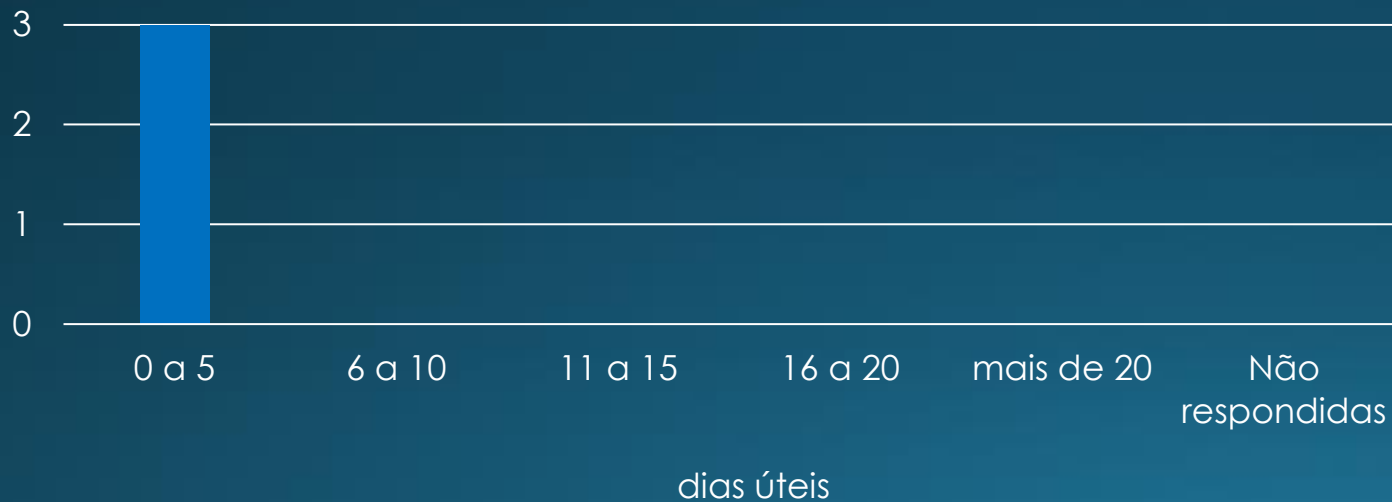 3
2
1
0
0 a 5
6 a 10
11 a 15
16 a 20
mais de 20
Não
respondidas
dias úteis